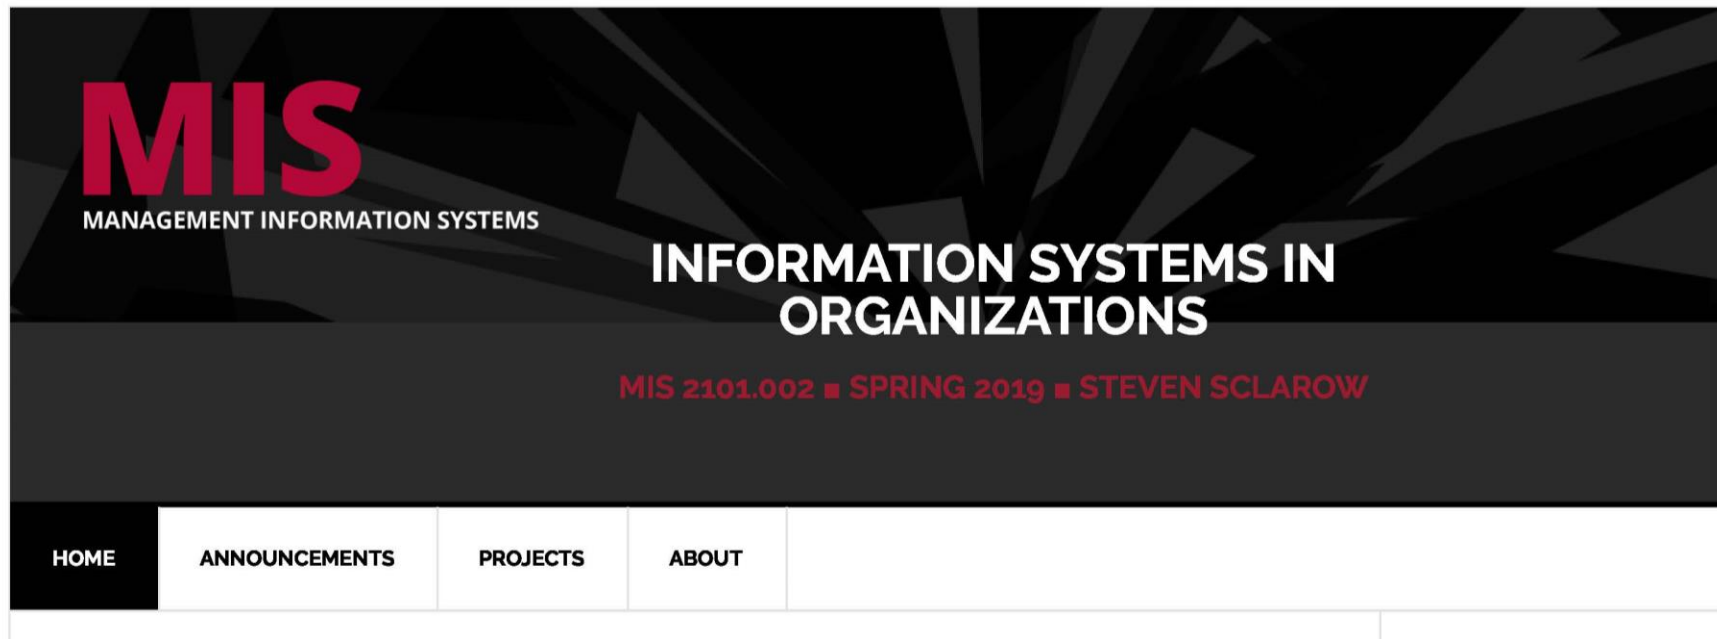 MIS
MANAGEMENT INFORMATION SYSTEMS
INFORMATION SYSTEMS IN
ORGANIZATIONS
MIS 2101.002 ■ SPRING 2019 ■ STEVEN SCLAROW
HOME ANNOUNCEMENTS PROJECTS ABOUT